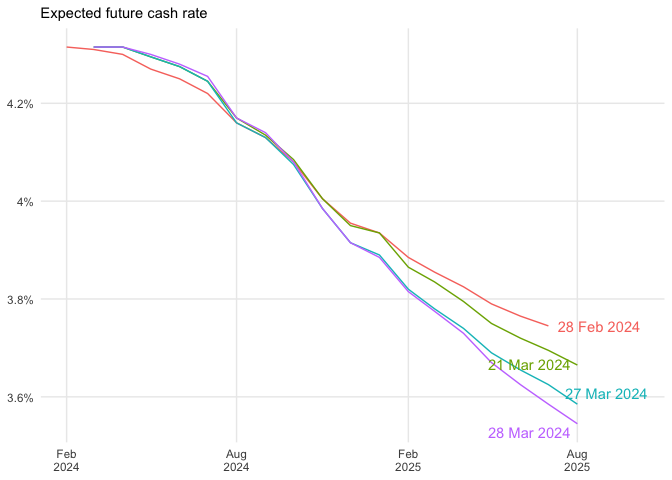 Expected future cash rate
4.2%
4%
3.8%
3.6%
28 Feb 2024
21 Mar 2024
27 Mar 2024
28 Mar 2024
Feb
2024
Aug
2024
Feb
2025
Aug
2025